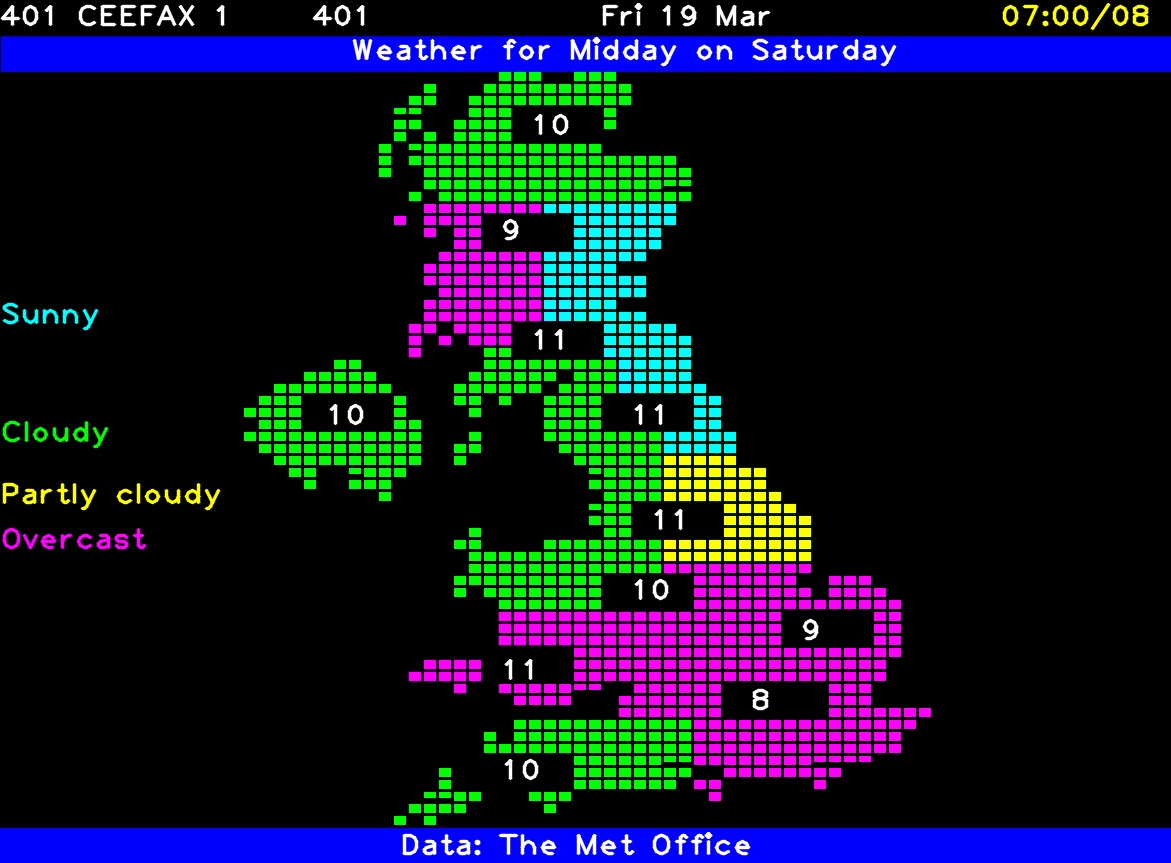 401 CEEFAX 1 401 Fri 19 Mar 07:00/08
Weather for Midday on Saturday
10
9
Sunny
11
10 11
Cloudy
Partly cloudy
11
Overcast
10
9
11
8
10
Data: The Met Office